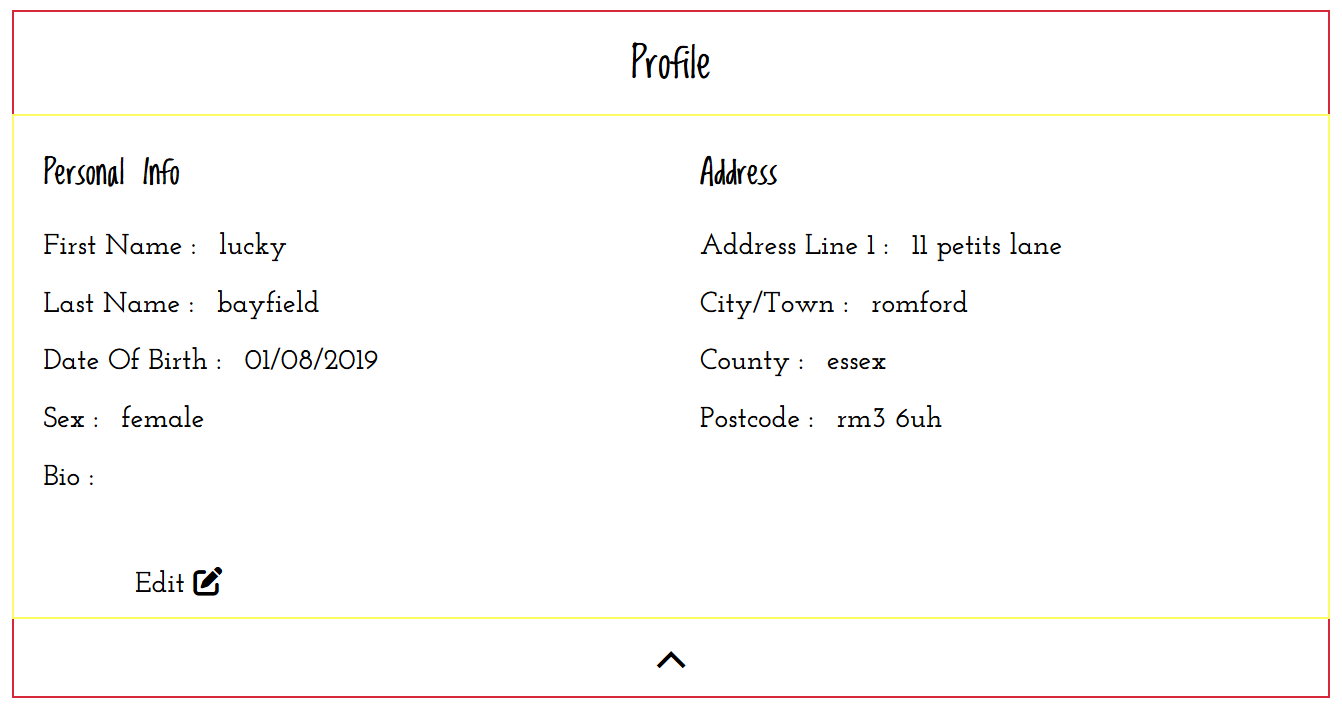 Profile
Personal Info
First Name : lucky
Last Name : bayfield
Date Of Birth : 01/08/2019
Sex : female
Bio :
Edit
Address
Address Line 1 : 11 petits lane
City/Town : romford
County : essex
Postcode : rm3 6uh